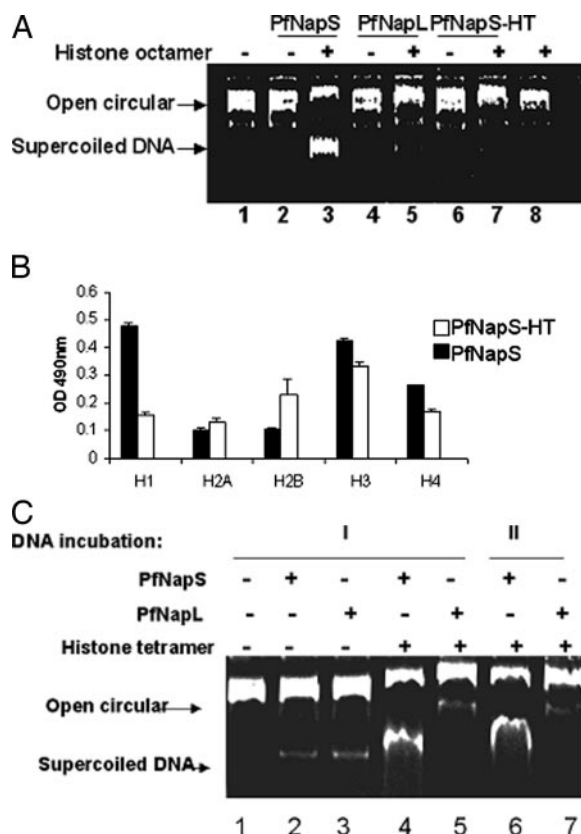 A
PfNapS PfNapL PfNapS-HT
Histone octamer - - + - + - + +
Open circular
Supercoiled DNA
1 2 3 4 5 6 7 8
B
0.6
0.5
0.4
0.3
0.2
0.1
0
OD 490nm
PfNapS-HT
PfNapS
H1 H2A H2B H3 H4
C
I II
DNA incubation:
PfNapS - + - + - + -
PfNapL - - + - + - +
Histone tetramer - - - + + + +
Open circular
Supercoiled DNA
1 2 3 4 5 6 7